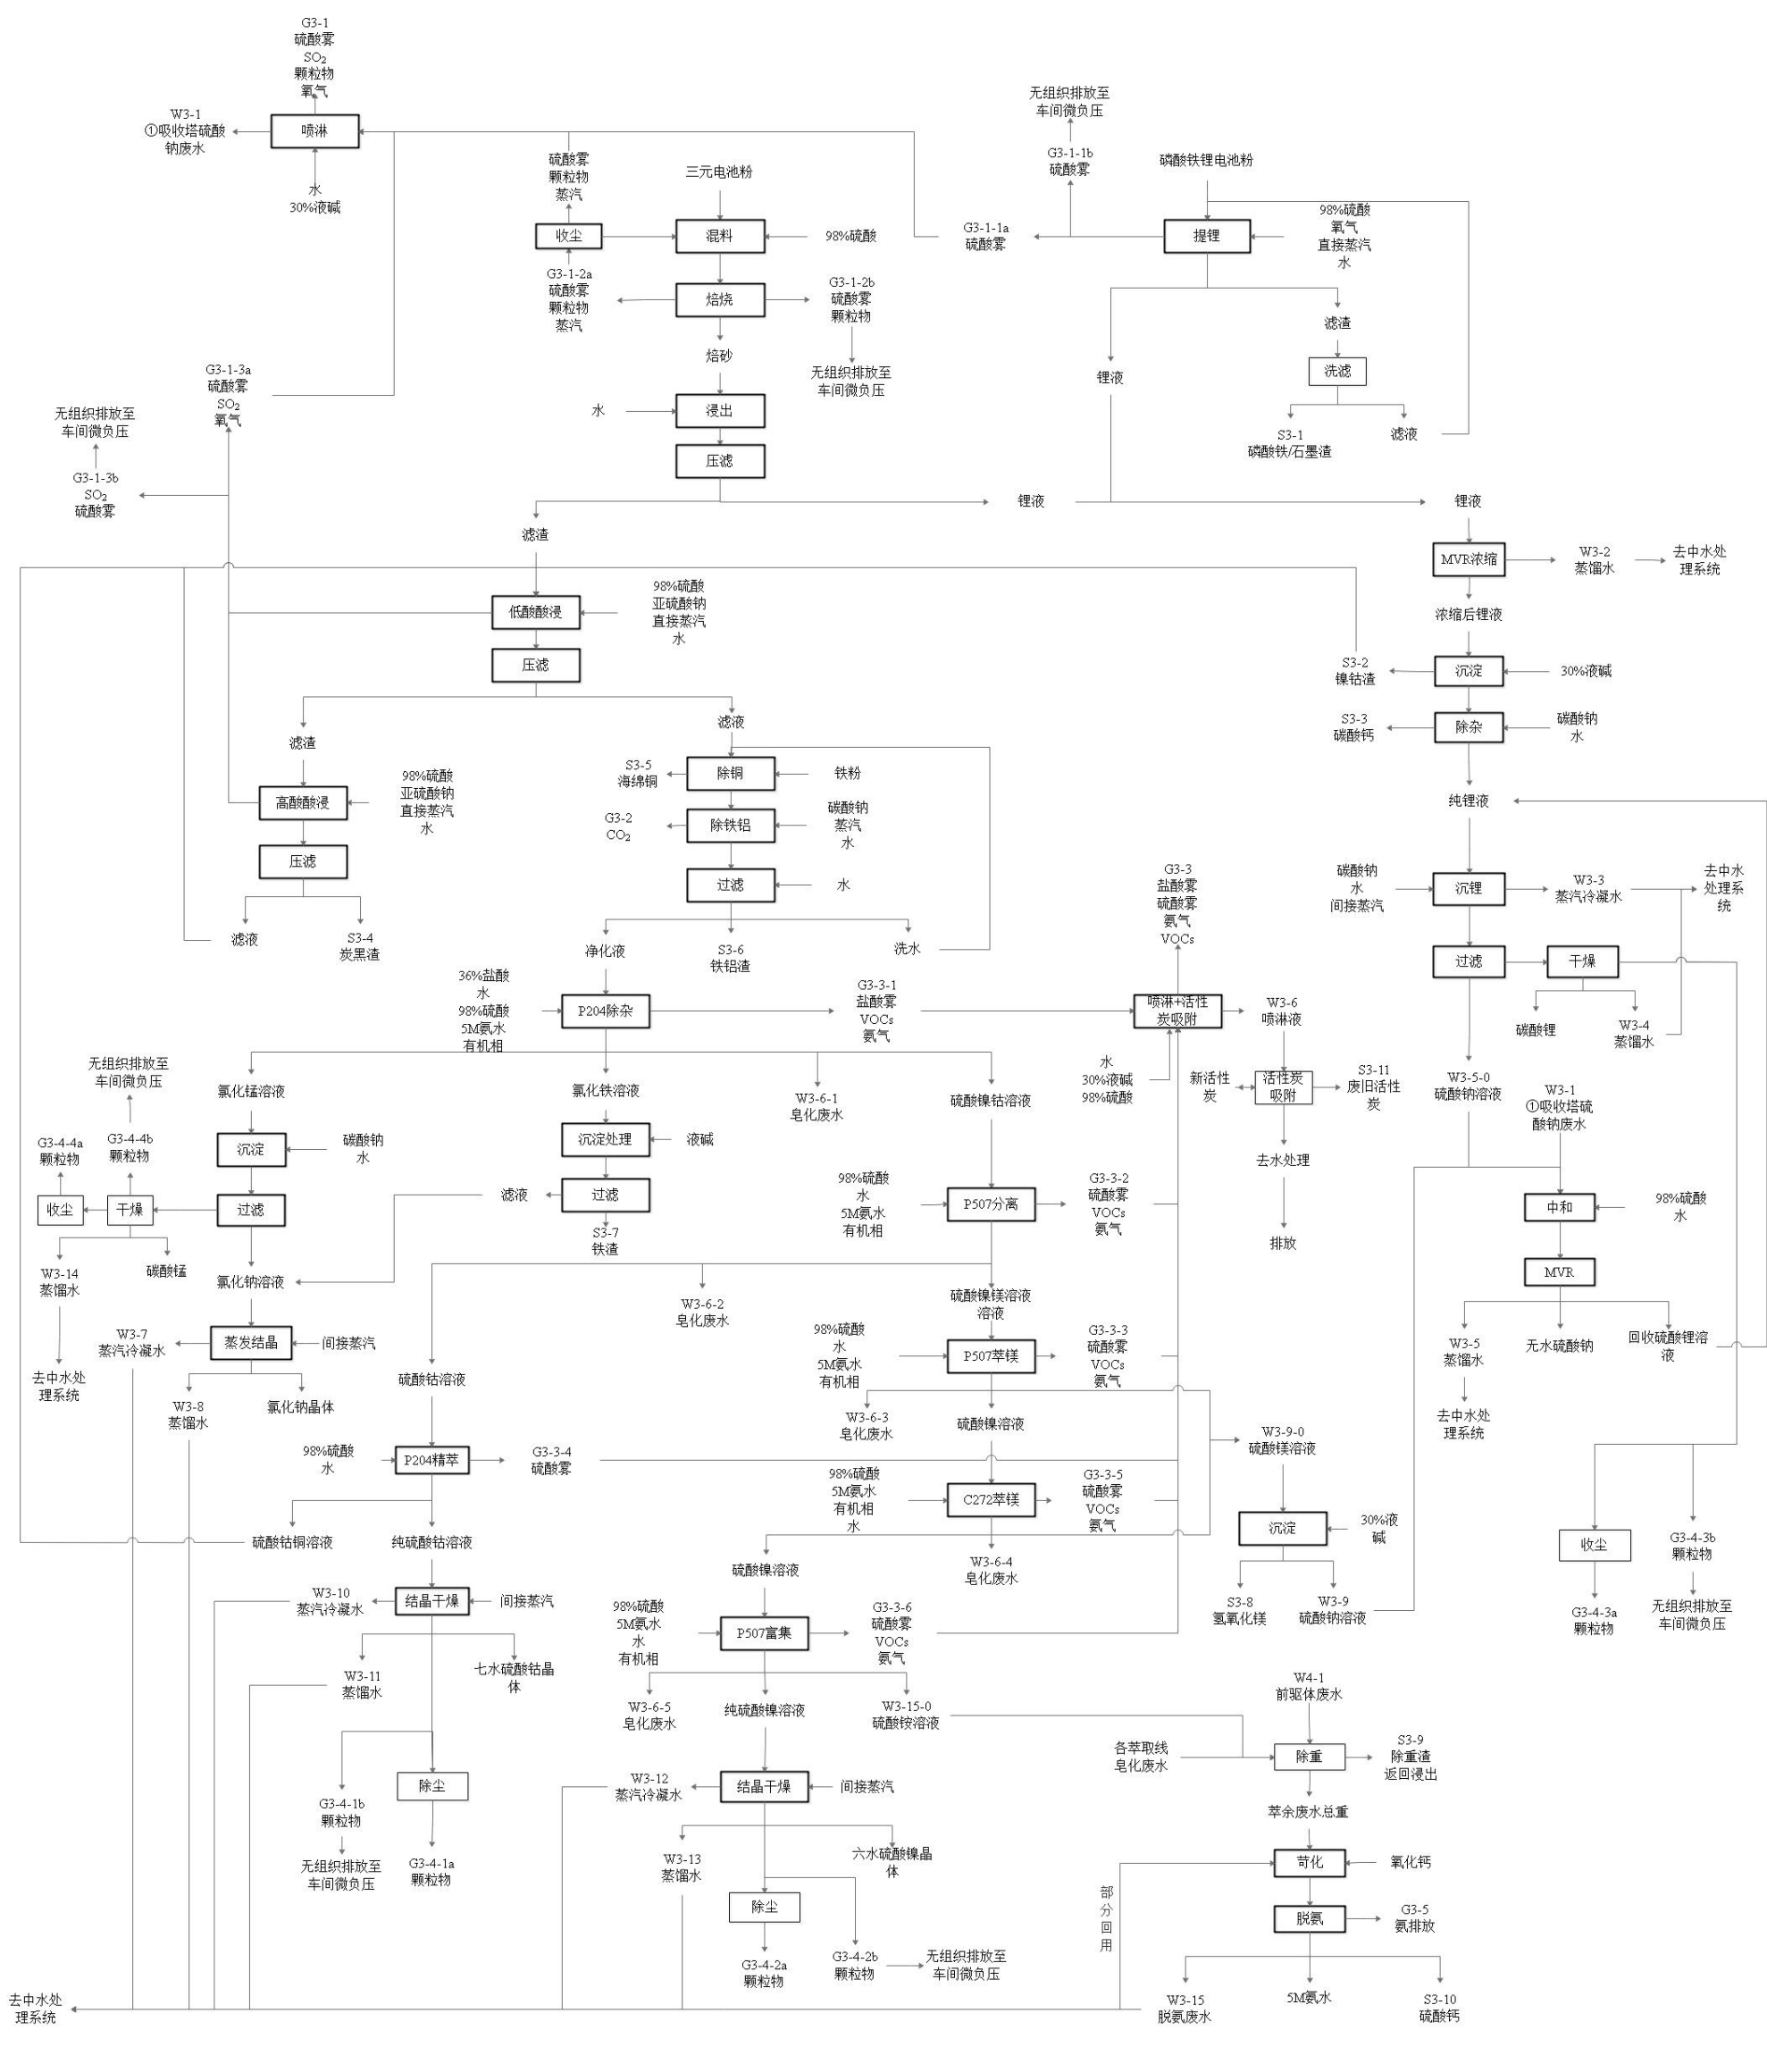 G3-1
硫酸雾
SO₂
颗粒物
氧气
W3-1
①吸收塔硫酸
钠废水
喷淋
水
30%液碱
硫酸雾
颗粒物
蒸汽
收尘
G3-1-2a
硫酸雾
颗粒物
蒸汽
三元电池粉
混料
98%硫酸
焙烧
G3-1-2b
硫酸雾
颗粒物
无组织排放至
车间微负压
焙砂
水
浸出
压滤
无组织排放至
车间微负压
G3-1-1b
硫酸雾
G3-1-1a
硫酸雾
磷酸铁锂电池粉
提锂
98%硫酸
氧气
直接蒸汽
水
锂液
滤渣
洗滤
S3-1
磷酸铁/石墨渣
滤液
G3-1-3a
硫酸雾
SO₂
氧气
无组织排放至
车间微负压
G3-1-3b
SO₂
硫酸雾
滤渣
锂液
锂液
MVR浓缩
W3-2
蒸馏水
去中水处
理系统
浓缩后锂液
低酸酸浸
98%硫酸
亚硫酸钠
直接蒸汽
水
压滤
S3-2
镍钴渣
沉淀
30%液碱
S3-3
碳酸钙
除杂
碳酸钠
水
纯锂液
滤渣
滤液
高酸酸浸
98%硫酸
亚硫酸钠
直接蒸汽
水
压滤
滤液
S3-4
炭黑渣
S3-5
海绵铜
除铜
铁粉
G3-2
CO₂
除铁铝
碳酸钠
蒸汽
水
过滤
水
净化液
S3-6
铁铝渣
洗水
碳酸钠
水
间接蒸汽
沉锂
W3-3
蒸汽冷凝水
去中水
处理系
统
过滤
干燥
碳酸锂
W3-4
蒸馏水
G3-3
盐酸雾
硫酸雾
氨气
VOCs
36%盐酸
水
98%硫酸
5M氨水
有机相
P204除杂
G3-3-1
盐酸雾
VOCs
氨气
喷淋+活性
炭吸附
W3-6
喷淋液
水
30%液碱
98%硫酸
新活性
炭
活性炭
吸附
S3-11
废旧活性
炭
去水处理
排放
W3-5-0
硫酸钠溶液
W3-1
①吸收塔硫
酸钠废水
中和
98%硫酸
水
MVR
W3-5
蒸馏水
无水硫酸钠
回收硫酸锂溶
液
去中水处
理系统
无组织排放至
车间微负压
氯化锰溶液
氯化铁溶液
W3-6-1
皂化废水
硫酸镍钴溶液
G3-4-4a
颗粒物
G3-4-4b
颗粒物
沉淀
碳酸钠
水
沉淀处理
液碱
收尘
干燥
过滤
滤液
过滤
S3-7
铁渣
W3-14
蒸馏水
碳酸锰
氯化钠溶液
98%硫酸
水
5M氨水
有机相
P507分离
G3-3-2
硫酸雾
VOCs
氨气
W3-6-2
皂化废水
硫酸镍镁溶液
溶液
W3-7
蒸汽冷凝水
蒸发结晶
间接蒸汽
去中水处
理系统
W3-8
蒸馏水
氯化钠晶体
硫酸钴溶液
98%硫酸
水
5M氨水
有机相
P507萃镁
G3-3-3
硫酸雾
VOCs
氨气
W3-6-3
皂化废水
硫酸镍溶液
W3-9-0
硫酸镁溶液
98%硫酸
水
P204精萃
G3-3-4
硫酸雾
98%硫酸
5M氨水
有机相
水
C272萃镁
G3-3-5
硫酸雾
VOCs
氨气
沉淀
30%液
碱
硫酸钴铜溶液
纯硫酸钴溶液
硫酸镍溶液
W3-6-4
皂化废水
S3-8
氢氧化镁
W3-9
硫酸钠溶液
收尘
G3-4-3b
颗粒物
G3-4-3a
颗粒物
无组织排放至
车间微负压
W3-10
蒸汽冷凝水
结晶干燥
间接蒸汽
98%硫酸
5M氨水
水
有机相
P507富集
G3-3-6
硫酸雾
VOCs
氨气
W3-11
蒸馏水
七水硫酸钴晶
体
W3-6-5
皂化废水
纯硫酸镍溶液
W3-15-0
硫酸铵溶液
W4-1
前驱体废水
各萃取线
皂化废水
除重
S3-9
除重渣
返回浸出
除尘
G3-4-1b
颗粒物
无组织排放至
车间微负压
G3-4-1a
颗粒物
W3-12
蒸汽冷凝水
结晶干燥
间接蒸汽
萃余废水总重
W3-13
蒸馏水
六水硫酸镍晶
体
苛化
氧化钙
部
分
回
用
除尘
脱氨
G3-5
氨排放
G3-4-2a
颗粒物
G3-4-2b
颗粒物
无组织排放至
车间微负压
去中水处
理系统
W3-15
脱氨废水
5M氨水
S3-10
硫酸钙